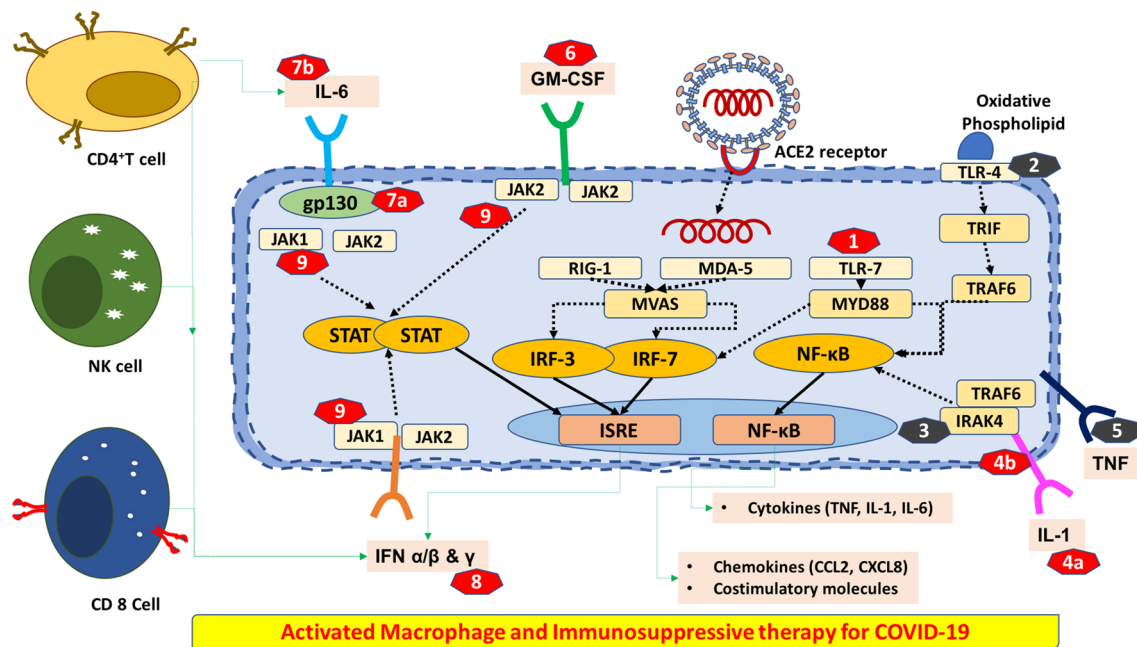 7b
IL-6
6
GM-CSF
Oxidative
Phospholipid
CD4+T cell
ACE2 receptor
TLR-4
2
gp130
7a
JAK2
JAK2
9
TRIF
JAK1
JAK2
9
1
RIG-1
MDA-5
TLR-7
TRAF6
MVAS
MYD88
STAT
STAT
IRF-3
IRF-7
NF-κB
NK cell
TRAF6
9
JAK1
JAK2
ISRE
NF-κB
3
IRAK4
5
TNF
4b
• Cytokines (TNF, IL-1, IL-6)
IL-1
4a
IFN α/β & γ
8
• Chemokines (CCL2, CXCL8)
• Costimulatory molecules
CD 8 Cell
Activated Macrophage and Immunosuppressive therapy for COVID-19